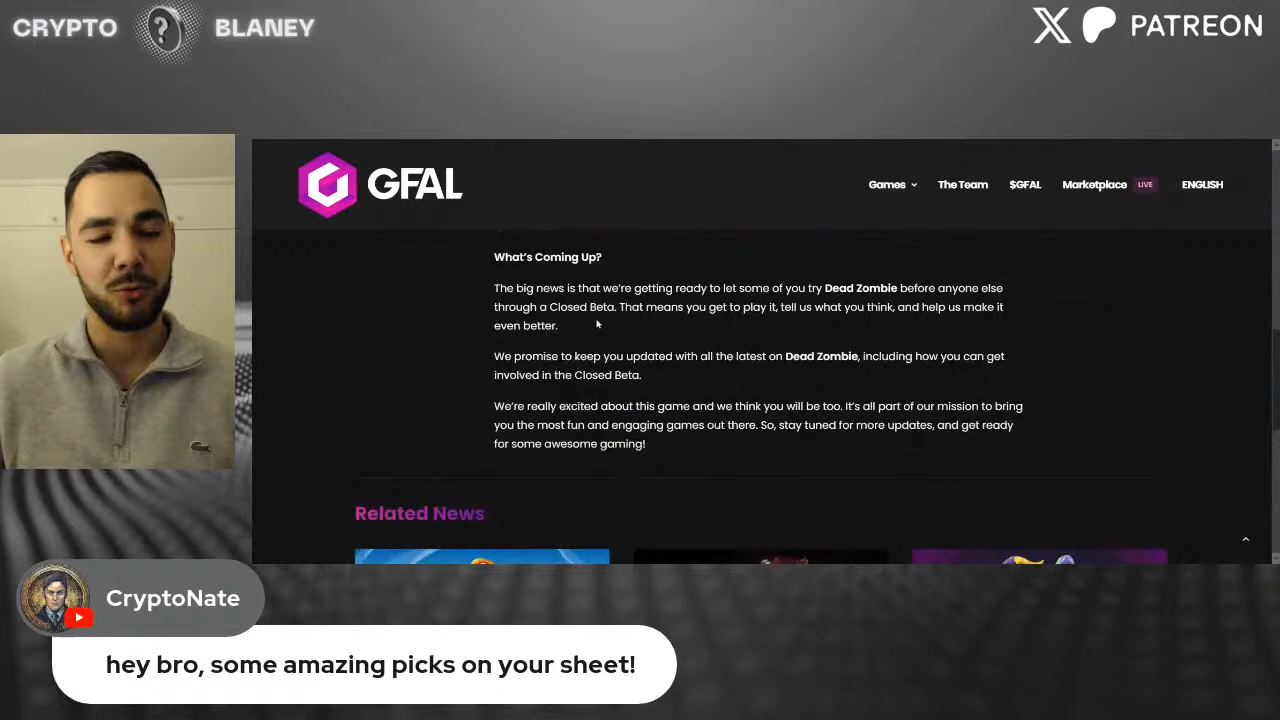 CRYPTO ? BLANEY
X PATREON
GFAL
Games The Team $GFAL Marketplace LIVE ENGLISH
What's Coming Up?
The big news is that we're getting ready to let some of you try Dead Zombie before anyone else
through a Closed Beta. That means you get to play it, tell us what you think, and help us make it
even better.
We promise to keep you updated with all the latest on Dead Zombie, including how you can get
involved in the Closed Beta.
We're really excited about this game and we think you will be too. It's all part of our mission to bring
you the most fun and engaging games out there. So, stay tuned for more updates, and get ready
for some awesome gaming!
Related News
CryptoNate
hey bro, some amazing picks on your sheet!